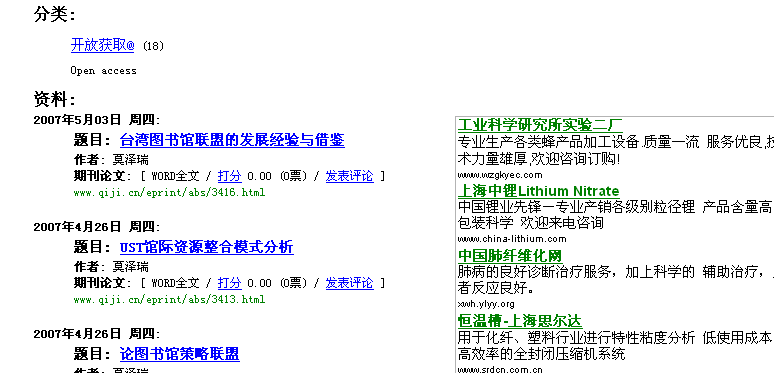 分类:
开放获取@ (18)
Open access
资料:
2007年5月03日 周四:
题目: 台湾图书馆联盟的发展经验与借鉴
作者: 莫泽瑞
期刊论文: [ WORD全文 / 打分 0.00 (0票) / 发表评论 ]
www.qiji.cn/eprint/abs/3416.html
2007年4月26日 周四:
题目: UST馆际资源整合模式分析
作者: 莫泽瑞
期刊论文: [ WORD全文 / 打分 0.00 (0票) / 发表评论 ]
www.qiji.cn/eprint/abs/3413.html
2007年4月26日 周四:
题目: 论图书馆策略联盟
作者: 莫泽瑞
工业科学研究所实验二厂
专业生产各类蜂产品加工设备.质量一流 服务优良,技
术力量雄厚,欢迎咨询订购!
www.wzgkyec.com
上海中锂Lithium Nitrate
中国锂业先锋－专业产销各级别粒径锂 产品含量高
包装科学 欢迎来电咨询
www.china-lithium.com
中国肺纤维化网
肺病的良好诊断治疗服务，加上科学的 辅助治疗，
者反应良好。
xwh.ylyy.org
恒温槽-上海思尔达
用于化纤、塑料行业进行特性粘度分析 低使用成本
高效率的全封闭压缩机系统
www.srdcn.com.cn